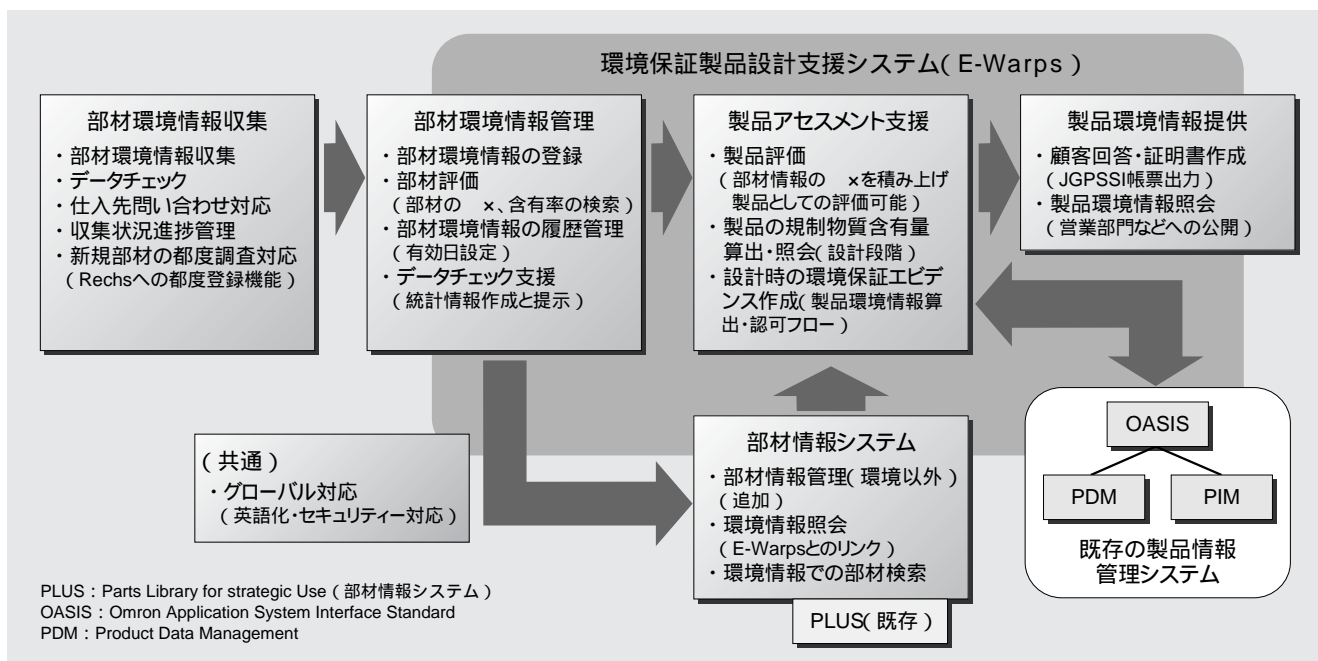 環境保証製品設計支援システム(E-Warps)
部材環境情報収集
・部材環境情報収集
・データチェック
・仕入先問い合わせ対応
・収集状況進捗管理
・新規部材の都度調査対応
(Rechsへの都度登録機能)
部材環境情報管理
・部材環境情報の登録
・部材評価
(部材の ×、含有率の検索)
・部材環境情報の履歴管理
(有効日設定)
・データチェック支援
(統計情報作成と提示)
製品アセスメント支援
・製品評価
(部材情報の ×を積み上げ
製品としての評価可能)
・製品の規制物質含有量
算出・照会(設計段階)
・設計時の環境保証エビデ
ンス作成(製品環境情報算
出・認可フロー)
製品環境情報提供
・顧客回答・証明書作成
(JGPSSI帳票出力)
・製品環境情報照会
(営業部門などへの公開)
(共通)
・グローバル対応
(英語化・セキュリティー対応)
部材情報システム
・部材情報管理(環境以外)
(追加)
・環境情報照会
(E-Warpsとのリンク)
・環境情報での部材検索
PLUS(既存)
OASIS
PDM
PIM
既存の製品情報
管理システム
PLUS:Parts Library for strategic Use(部材情報システム)
OASIS:Omron Application System Interface Standard
PDM:Product Data Management